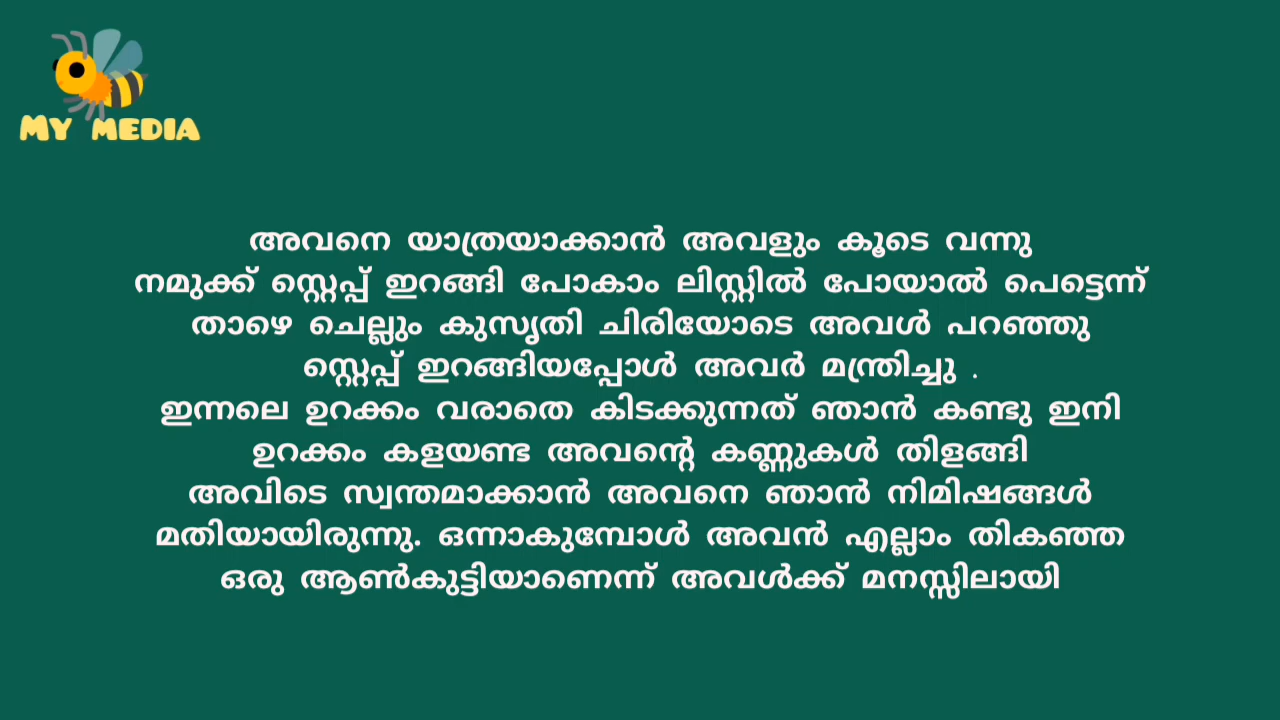 MY MEDIA
അവനെ യാത്രയാക്കാൻ അവളും കൂടെ വന്നു
നമുക്ക് സ്റ്റെപ്പ് ഇറങ്ങി പോകാം ലിസ്റ്റിൽ പോയാൽ പെട്ടെന്ന്
താഴെ ചെല്ലും കുസൃതി ചിരിയോടെ അവൾ പറഞ്ഞു
സ്റ്റെപ്പ് ഇറങ്ങിയപ്പോൾ അവർ മന്ത്രിച്ചു .
ഇന്നലെ ഉറക്കം വരാതെ കിടക്കുന്നത് ഞാൻ കണ്ടു ഇനി
ഉറക്കം കളയണ്ട അവന്റെ കണ്ണുകൾ തിളങ്ങി
അവിടെ സ്വന്തമാക്കാൻ അവനെ ഞാൻ നിമിഷങ്ങൾ
മതിയായിരുന്നു. ഒന്നാകുമ്പോൾ അവൻ എല്ലാം തികഞ്ഞ
ഒരു ആൺകുട്ടിയാണെന്ന് അവൾക്ക് മനസ്സിലായി